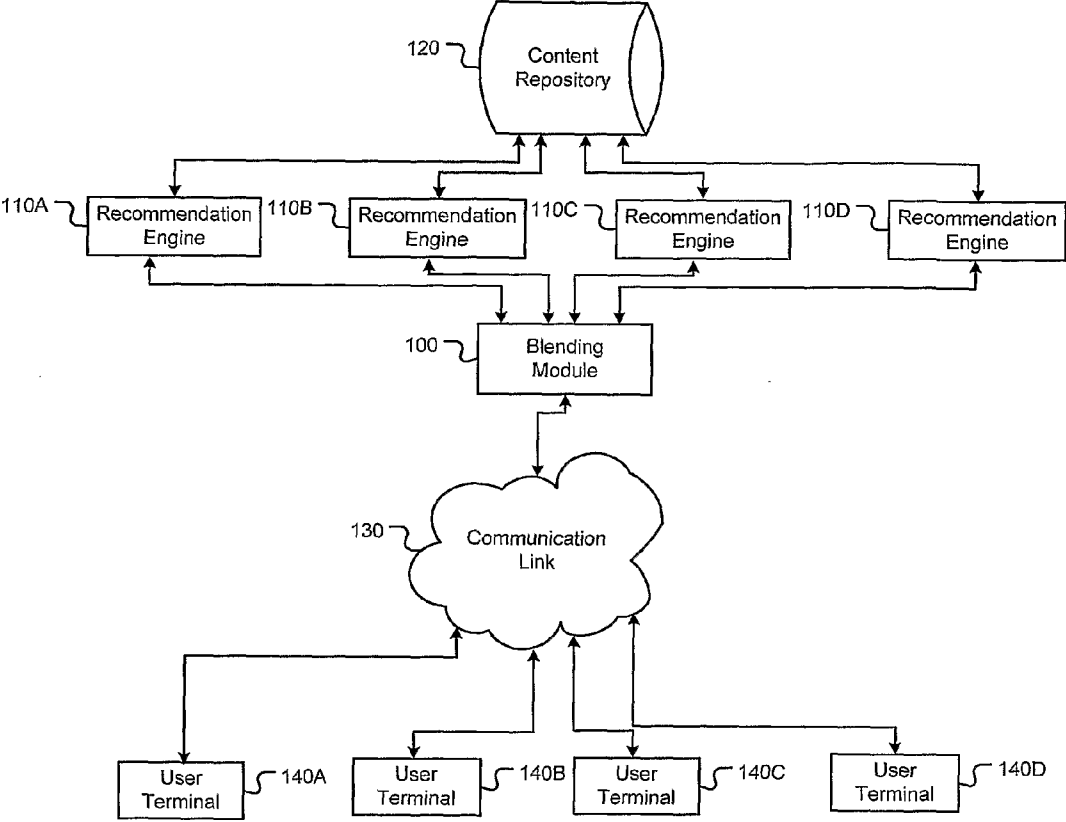 120
Content
Repository
110A
Recommendation
Engine
110B
Recommendation
Engine
110C
Recommendation
Engine
110D
Recommendation
Engine
100
Blending
Module
130
Communication
Link
User
Terminal
140A
User
Terminal
140B
User
Terminal
140C
User
Terminal
140D